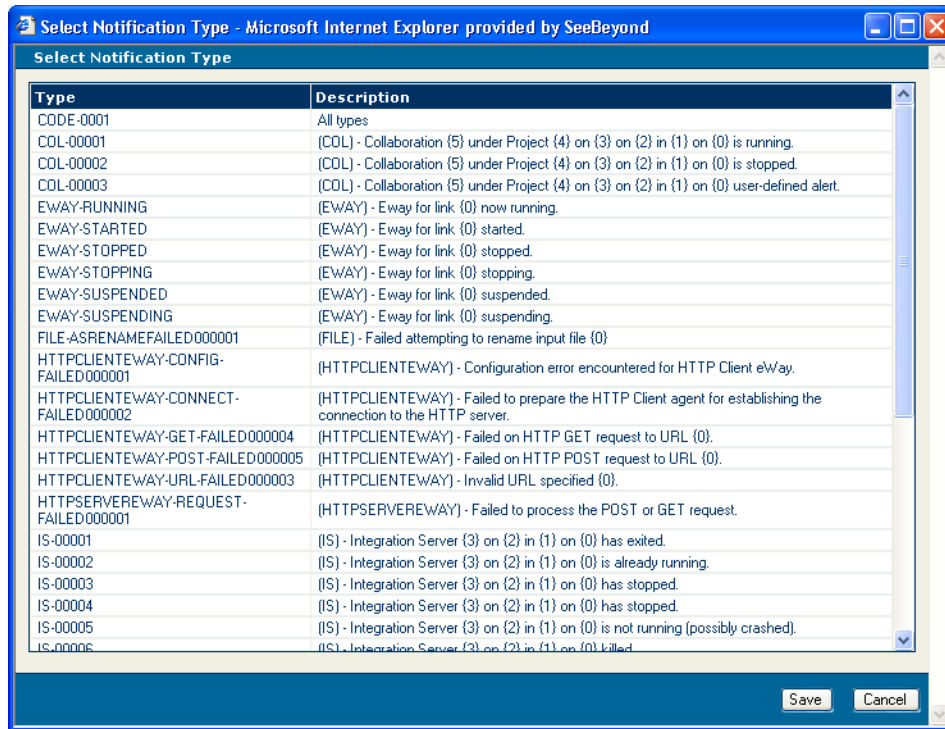 Select Notification Type - Microsoft Internet Explorer provided by SeeBeyond
Select Notification Type
Type Description
CODE-0001 All types
COL-00001 (COL) - Collaboration {5} under Project {4} on {3} on {2} in {1} on {0} is running.
COL-00002 (COL) - Collaboration {5} under Project {4} on {3} on {2} in {1} on {0} is stopped.
COL-00003 (COL) - Collaboration {5} under Project {4} on {3} on {2} in {1} on {0} user-defined alert.
EWAY-RUNNING (EWAY) - Eway for link {0} now running.
EWAY-STARTED (EWAY) - Eway for link {0} started.
EWAY-STOPPED (EWAY) - Eway for link {0} stopped.
EWAY-STOPPING (EWAY) - Eway for link {0} stopping.
EWAY-SUSPENDED (EWAY) - Eway for link {0} suspended.
EWAY-SUSPENDING (EWAY) - Eway for link {0} suspending.
FILE-ASRENAMEFAILED000001 (FILE) - Failed attempting to rename input file {0}
HTTPCLIENTEWAY-CONFIG-
FAILED000001
(HTTPCLIENTEWAY) - Configuration error encountered for HTTP Client eWay.
HTTPCLIENTEWAY-CONNECT-
FAILED000002
(HTTPCLIENTEWAY) - Failed to prepare the HTTP Client agent for establishing the
connection to the HTTP server.
HTTPCLIENTEWAY-GET-FAILED000004 (HTTPCLIENTEWAY) - Failed on HTTP GET request to URL {0}.
HTTPCLIENTEWAY-POST-FAILED000005 (HTTPCLIENTEWAY) - Failed on HTTP POST request to URL {0}.
HTTPCLIENTEWAY-URL-FAILED000003 (HTTPCLIENTEWAY) - Invalid URL specified {0}.
HTTPSERVEREWAY-REQUEST-
FAILED000001
(HTTPSERVEREWAY) - Failed to process the POST or GET request.
IS-00001 (IS) - Integration Server {3} on {2} in {1} on {0} has exited.
IS-00002 (IS) - Integration Server {3} on {2} in {1} on {0} is already running.
IS-00003 (IS) - Integration Server {3} on {2} in {1} on {0} has stopped.
IS-00004 (IS) - Integration Server {3} on {2} in {1} on {0} has stopped.
IS-00005 (IS) - Integration Server {3} on {2} in {1} on {0} is not running (possibly crashed).
IS-00006 (IS) - Integration Server {3} on {2} in {1} on {0} killed
Save Cancel